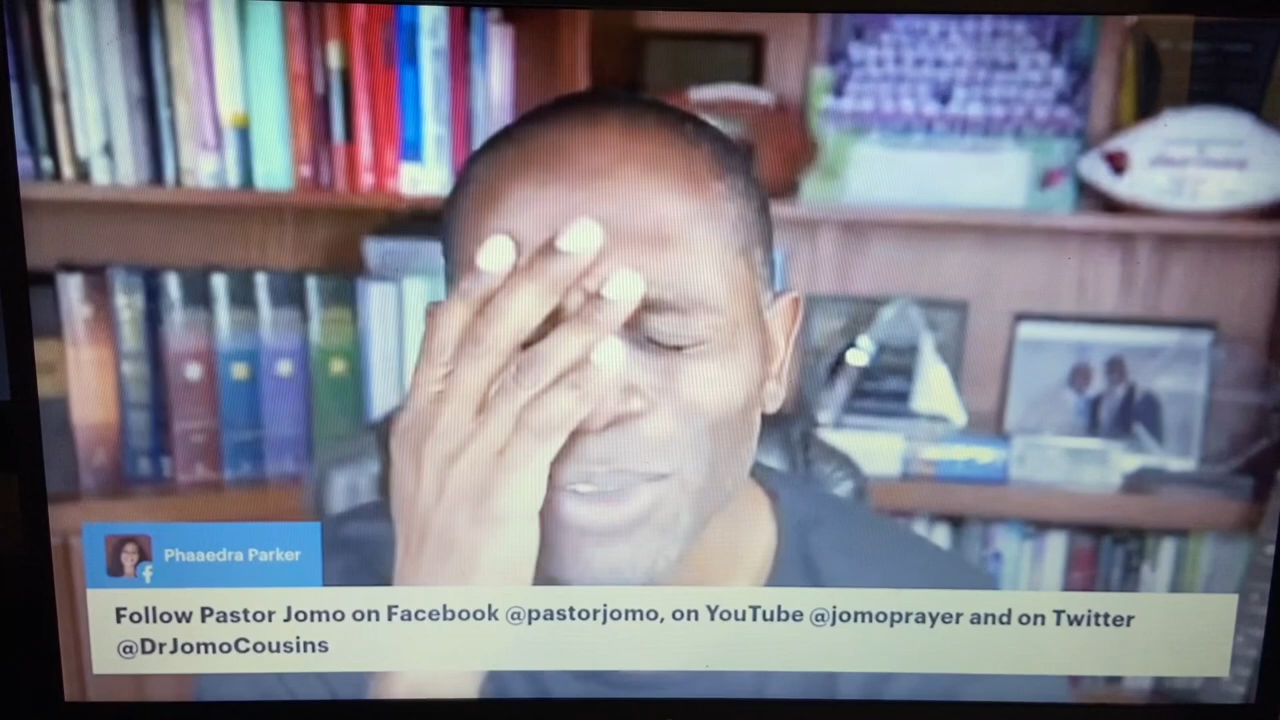 Phaaedra Parker
Follow Pastor Jomo on Facebook @pastorjomo, on YouTube @jomoprayer and on Twitter
@DrJomoCousins